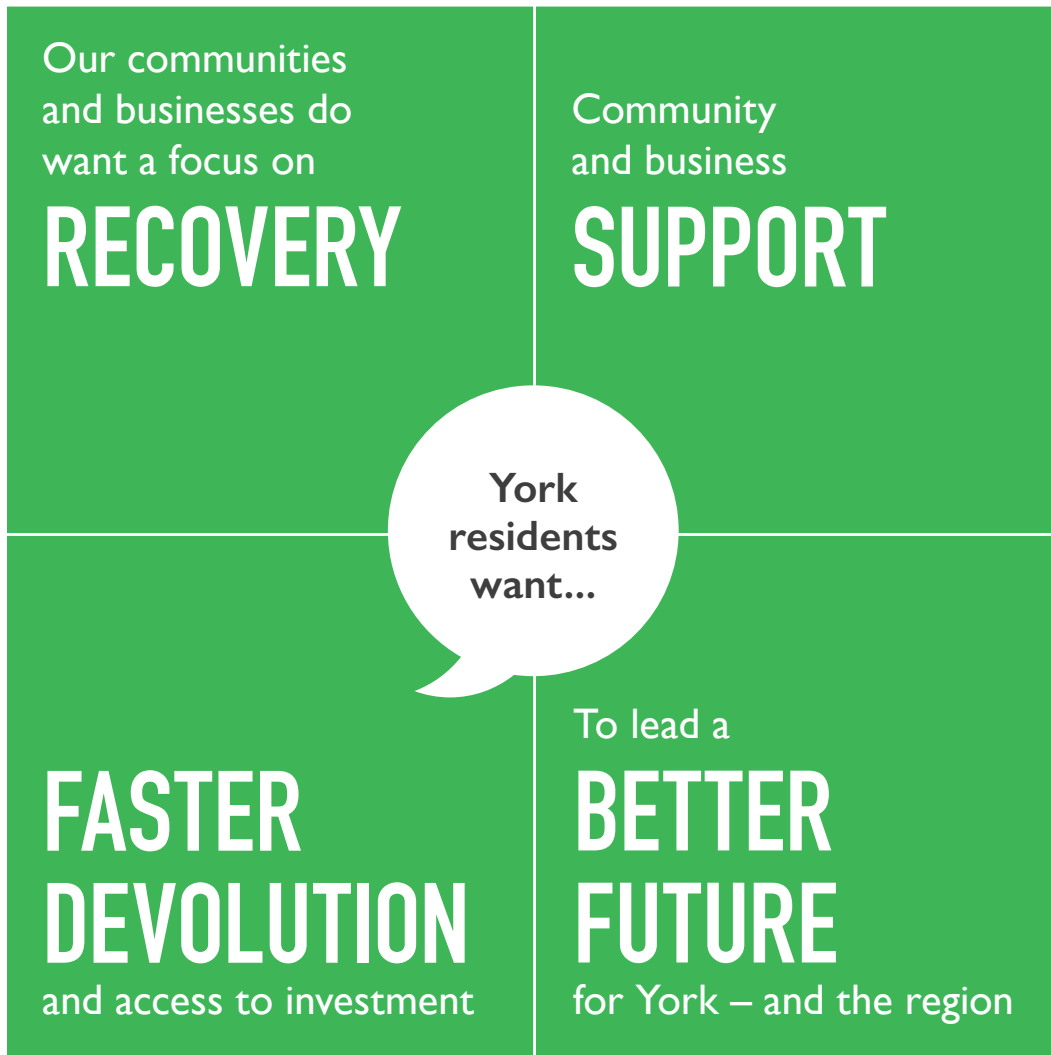 Our communities
and businesses do
want a focus on
RECOVERY
Community
and business
SUPPORT
York
residents
want...
FASTER
DEVOLUTION
and access to investment
To lead a
BETTER
FUTURE
for York – and the region